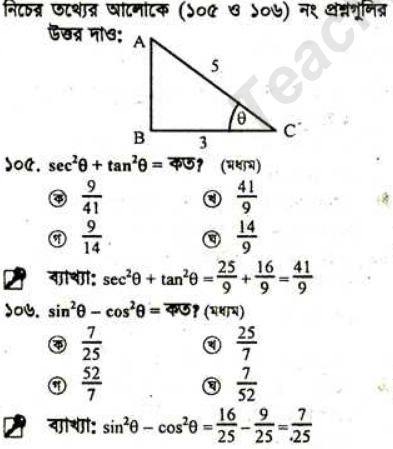 নিচের তথ্যের আলোকে (১০৫ ও ১০৬) নং প্রশ্নগুলির
উত্তর দাও:
A
5
θ
B
3
C
১০৫. sec²θ + tan²θ = কত? (মধ্যম)
ক 9/41 খ 41/9
গ 9/14 ঘ 14/9
ব্যাখ্যা: sec²θ + tan²θ = 25/9 + 16/9 = 41/9
১০৬. sin²θ – cos²θ = কত? (মধ্যম)
ক 7/25 খ 25/7
গ 52/7 ঘ 7/52
ব্যাখ্যা: sin²θ – cos²θ = 16/25 – 9/25 = 7/25
Teach